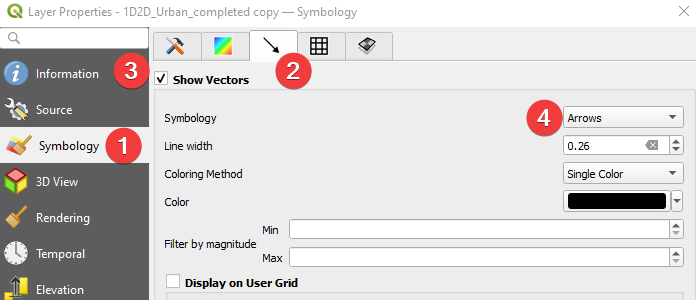 Layer Properties - 1D2D_Urban_completed copy — Symbology
3 Information
Source
Symbology 1
3D View
Rendering
Temporal
Elevation
2
Show Vectors
Symbology 4 Arrows
Line width 0.26
Coloring Method Single Color
Color
Filter by magnitude
Min
Max
Display on User Grid